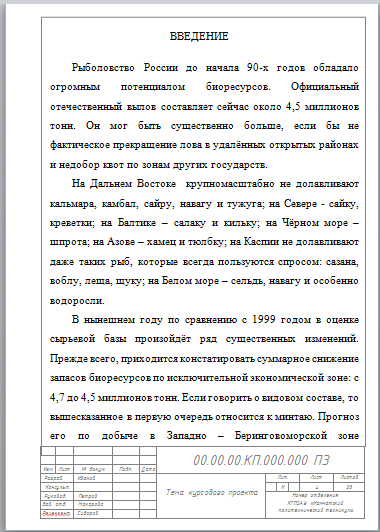 ВВЕДЕНИЕ
Рыболовство России до начала 90-х годов обладало
огромным потенциалом биоресурсов. Официальный
отечественный вылов составляет сейчас около 4,5 миллионов
тонн. Он мог быть существенно больше, если бы не
фактическое прекращение лова в удалённых открытых районах
и недобор квот по зонам других государств.
На Дальнем Востоке крупномасштабно не долавливают
кальмара, камбал, сайру, навагу и тужуга; на Севере - сайку,
креветки; на Балтике – салаку и кильку; на Чёрном море –
шпрота; на Азове – хамец и тюлбку; на Каспии не долавливают
даже таких рыб, которые всегда пользуются спросом: сазана,
воблу, леща, щуку; на Белом море – сельдь, навагу и особенно
водоросли.
В нынешнем году по сравнению с 1999 годом в оценке
сырьевой базы произойдёт ряд существенных изменений.
Прежде всего, приходится констатировать суммарное снижение
запасов биоресурсов по исключительной экономической зоне: с
4,7 до 4,5 миллионов тонн. Если говорить о видовом составе, то
вышесказанное в первую очередь относится к минтаю. Прогноз
его по добыче в Западно – Беринговоморской зоне
00.00.00.КП.000.000 ПЗ
Изм. Лист № докум. Подп. Дата
Разраб. Иванов
Консульт.
Руковод. Петров
Зав. отд. Макарова
Сидоров
Тема курсового проекта
Лит. Лист Листов
К 4
Номер отделения
политехнический техникум